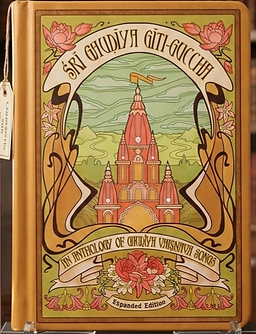 ŚRĪ GAUḌĪYA GĪTI-GUCCHA
AN ANTHOLOGY OF GAUḌĪYA VAIṢṆAVA SONGS
Expanded Edition